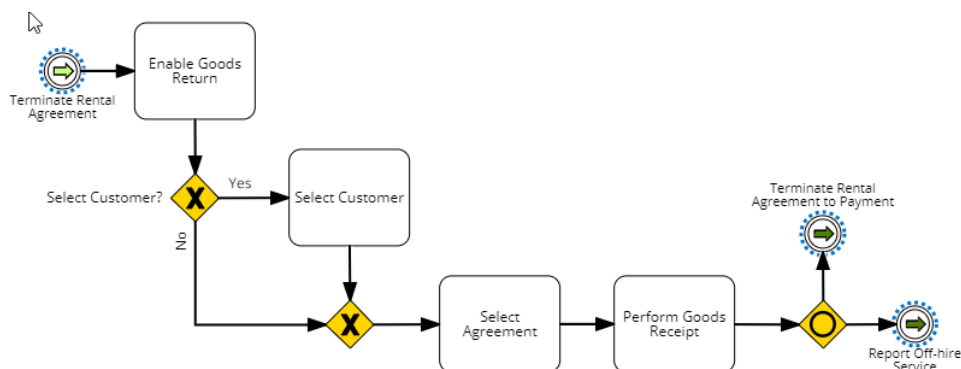 Enable Goods
Return
Terminate Rental
Agreement
Select Customer?
Yes
No
Select Customer
Terminate Rental
Agreement to Payment
Select
Agreement
Perform Goods
Receipt
Report Off-hire
Service